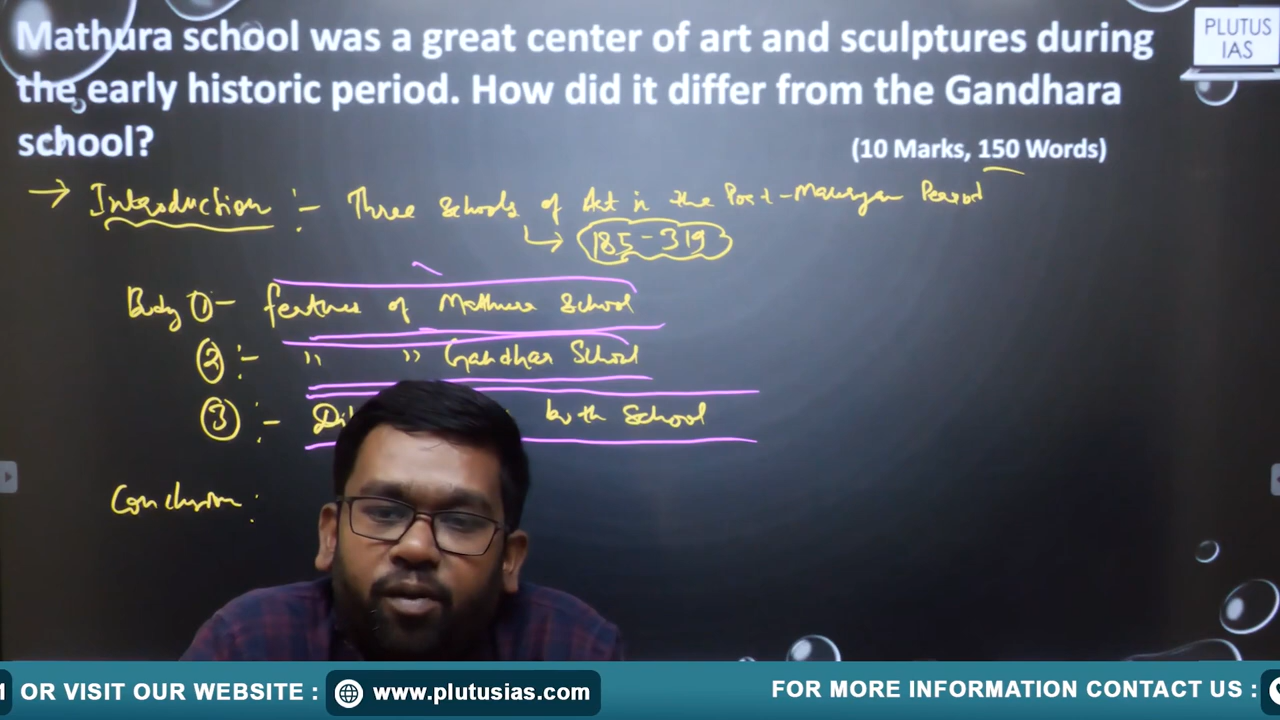 Mathura school was a great center of art and sculptures during
the early historic period. How did it differ from the Gandhara
school?
(10 Marks, 150 Words)
PLUTUS
IAS
→ Introduction :- Three Schools of Art in the Post-Mauryan Period
185-319
Body ①- features of Mathura School
② :- " " Gandhar School
③ :- both School
Conclusion :
1 OR VISIT OUR WEBSITE :
www.plutusias.com
FOR MORE INFORMATION CONTACT US :